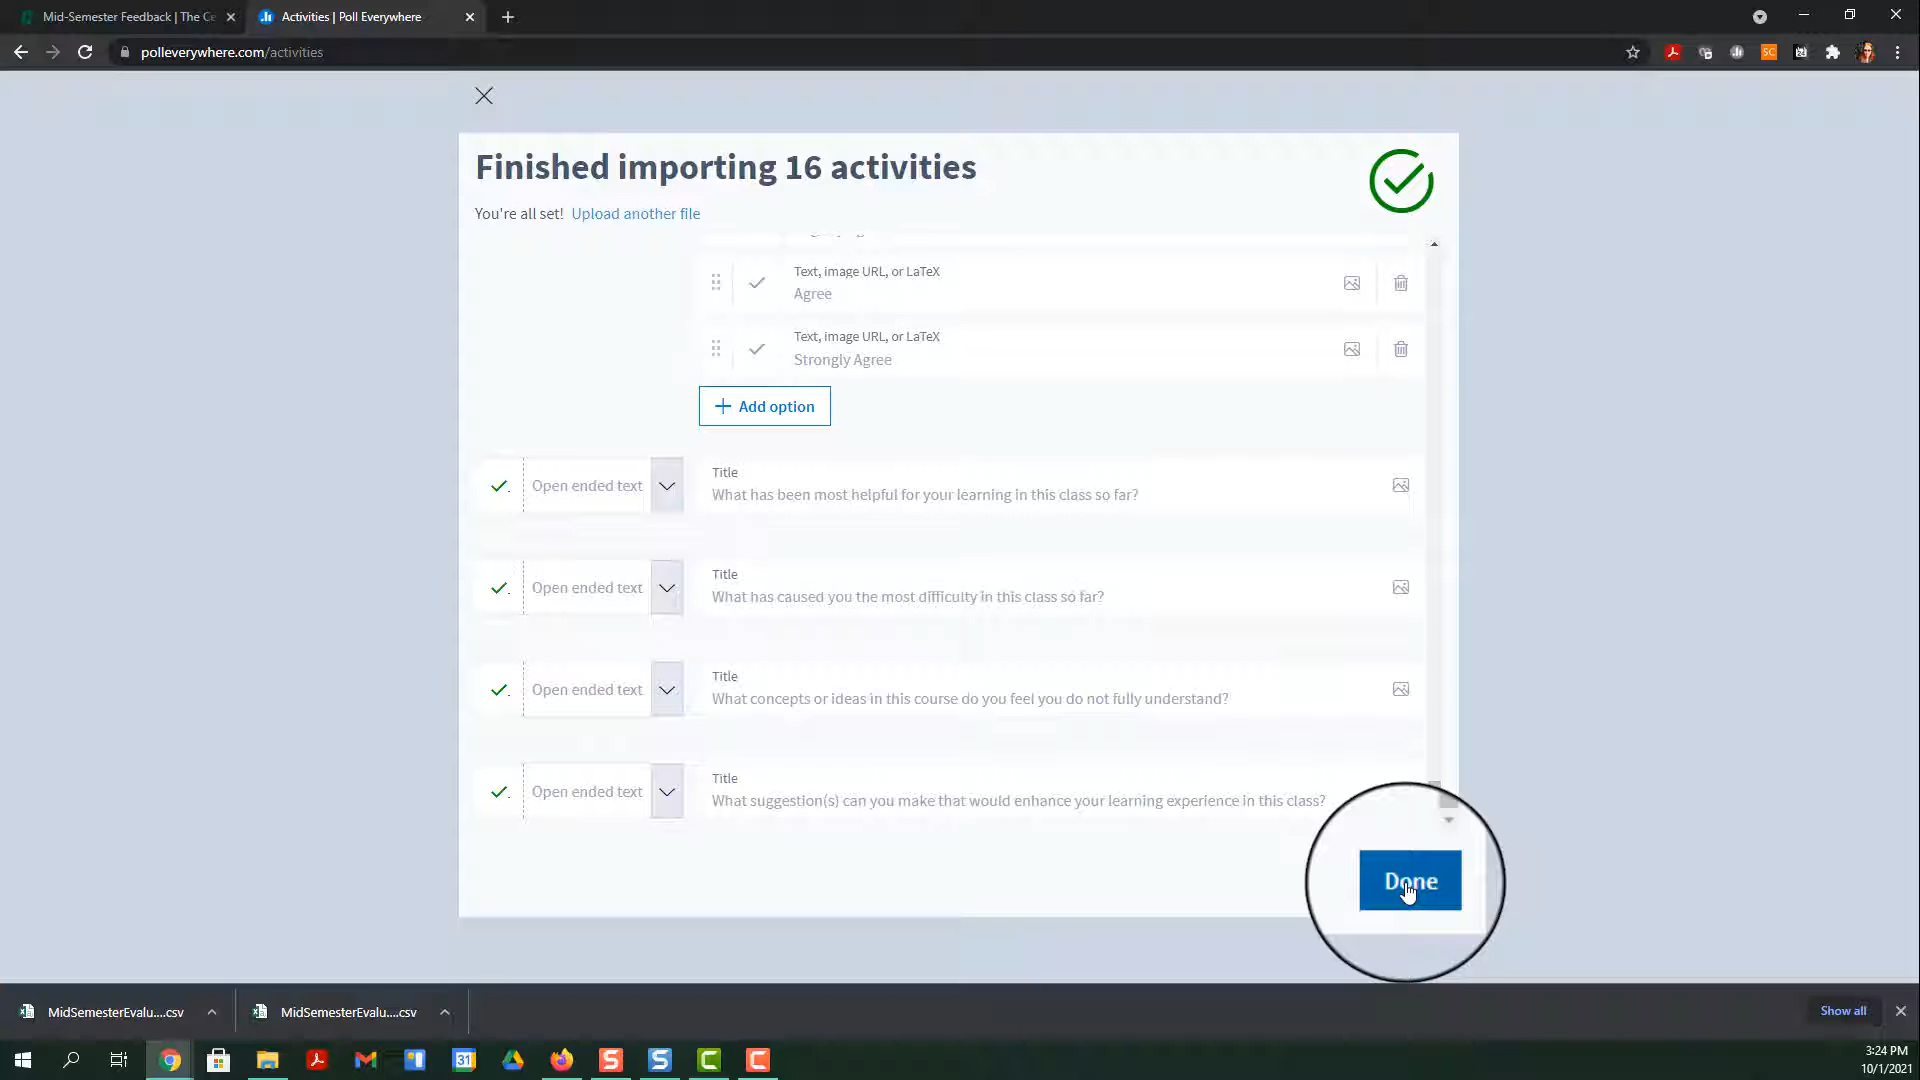 Mid-Semester Feedback | The Ce
Activities | Poll Everywhere
polleverywhere.com/activities
Finished importing 16 activities
You're all set! Upload another file
Text, image URL, or LaTeX
Agree
Text, image URL, or LaTeX
Strongly Agree
Add option
Title
Open ended text
What has been most helpful for your learning in this class so far?
Title
Open ended text
What has caused you the most difficulty in this class so far?
Title
Open ended text
What concepts or ideas in this course do you feel you do not fully understand?
Title
Open ended text
What suggestion(s) can you make that would enhance your learning experience in this class?
Done
MidSemesterEvalu....csv
MidSemesterEvalu....csv
Show all
31
3:24 PM
10/1/2021